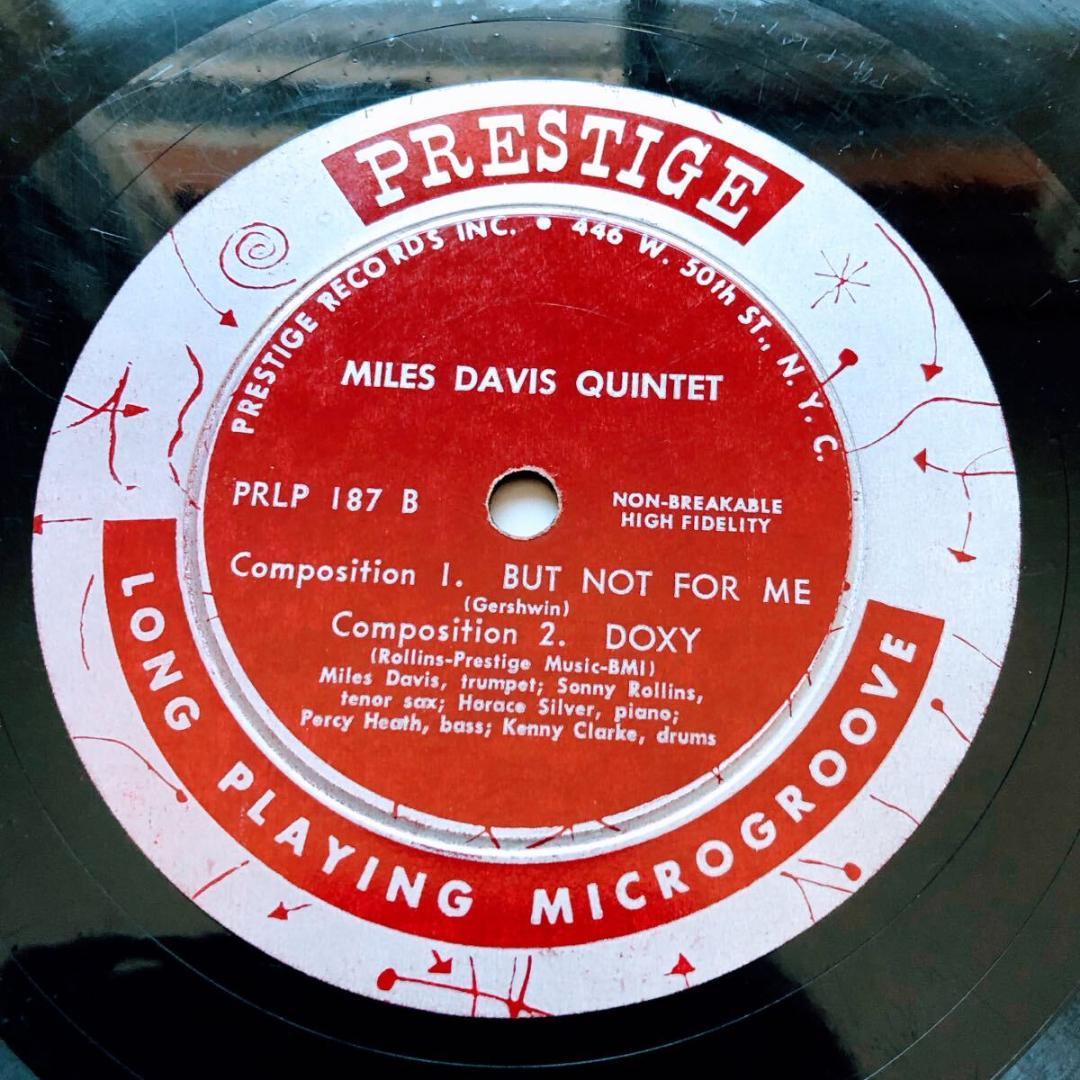 PRESTIGE
PRESTIGE RECORDS INC. • 446 W. 50th ST., N. Y. C.
MILES DAVIS QUINTET
PRLP 187 B
NON-BREAKABLE
HIGH FIDELITY
Composition 1. BUT NOT FOR ME
(Gershwin)
Composition 2. DOXY
(Rollins-Prestige Music-BMI)
Miles Davis, trumpet; Sonny Rollins,
tenor sax; Horace Silver, piano;
Percy Heath, bass; Kenny Clarke, drums
LONG PLAYING MICROGROOVE